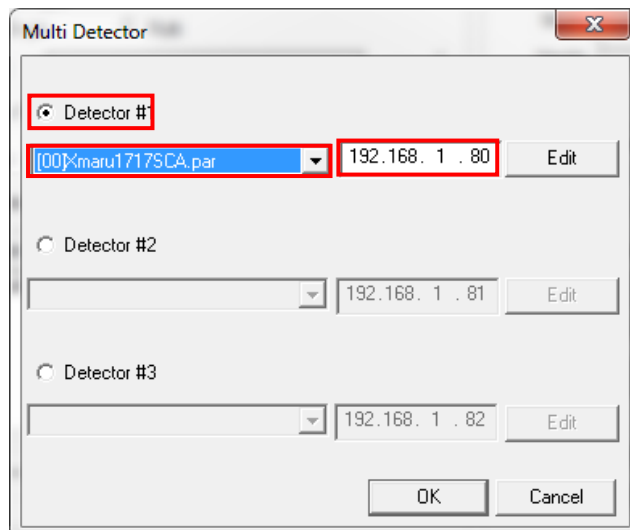 Multi Detector
Detector #1
[00]Xmaru1717SCA.par 192.168. 1 . 80 Edit
Detector #2
192.168. 1 . 81 Edit
Detector #3
192.168. 1 . 82 Edit
OK Cancel